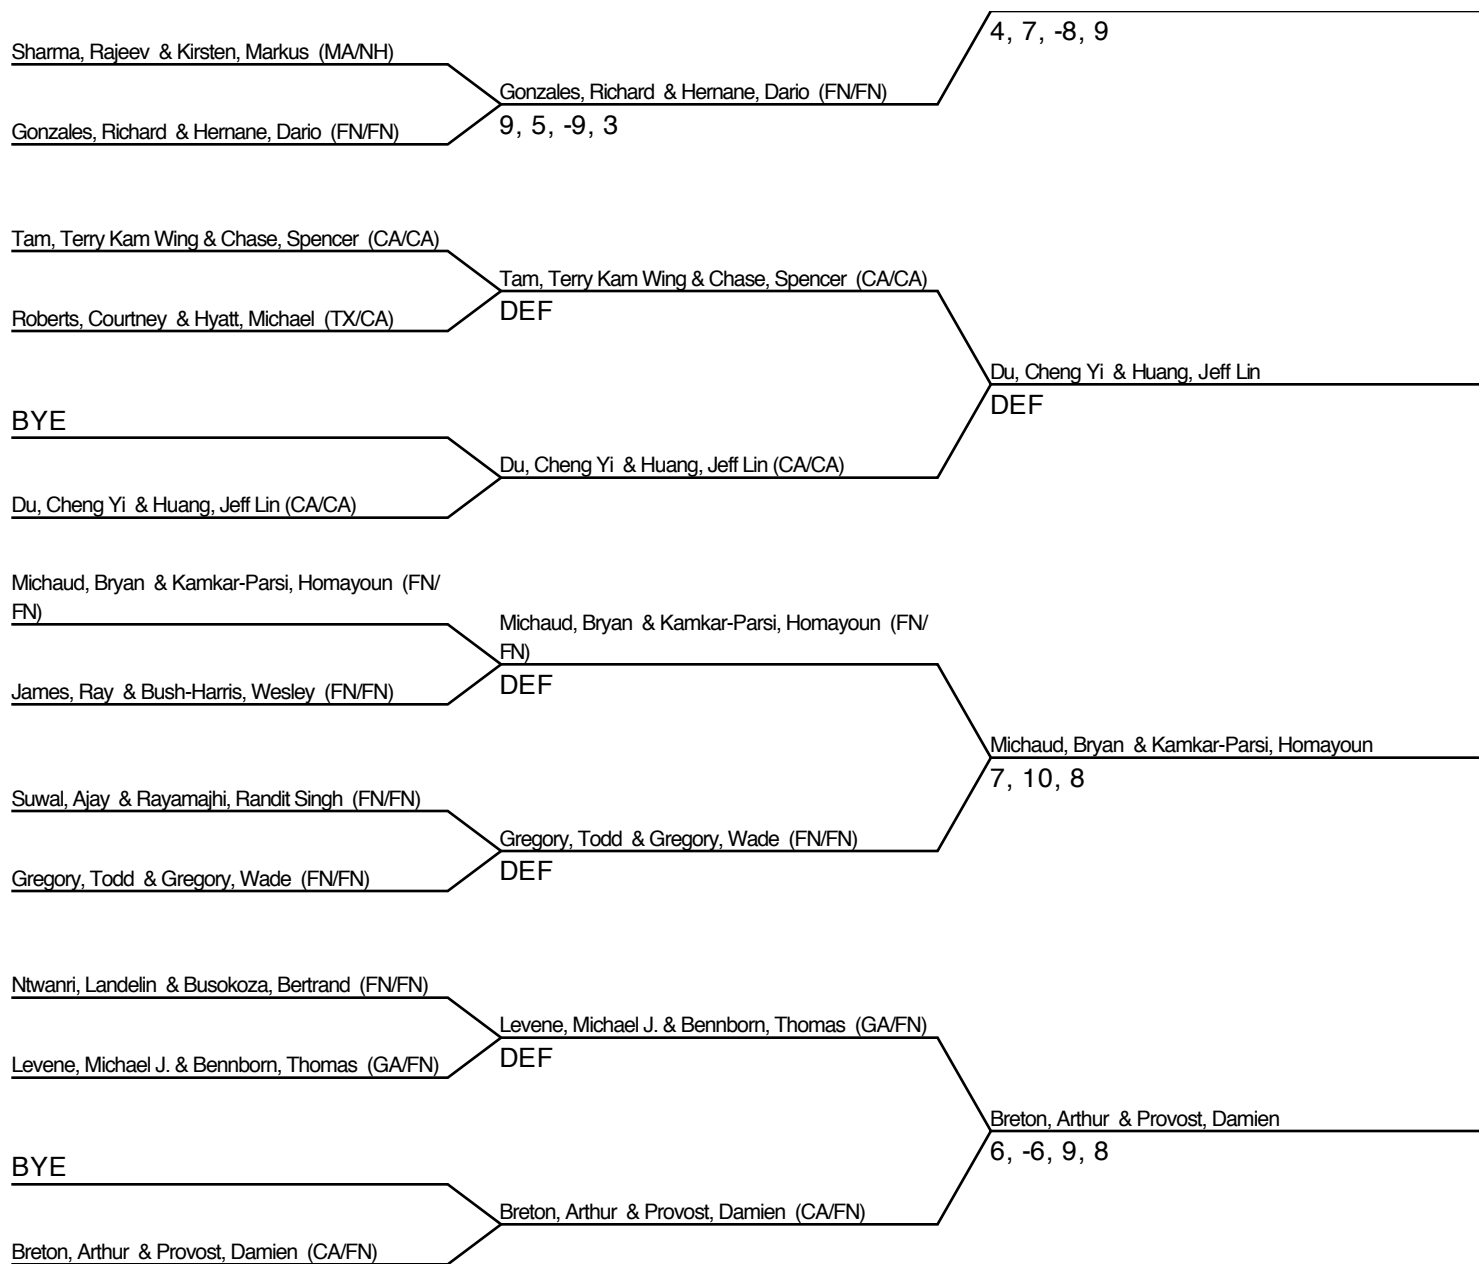 4, 7, -8, 9
Sharma, Rajeev & Kirsten, Markus (MA/NH)
Gonzales, Richard & Hernane, Dario (FN/FN)
9, 5, -9, 3
Gonzales, Richard & Hernane, Dario (FN/FN)
Tam, Terry Kam Wing & Chase, Spencer (CA/CA)
Tam, Terry Kam Wing & Chase, Spencer (CA/CA)
DEF
Roberts, Courtney & Hyatt, Michael (TX/CA)
Du, Cheng Yi & Huang, Jeff Lin
DEF
BYE
Du, Cheng Yi & Huang, Jeff Lin (CA/CA)
Du, Cheng Yi & Huang, Jeff Lin (CA/CA)
Michaud, Bryan & Kamkar-Parsi, Homayoun (FN/
FN)
Michaud, Bryan & Kamkar-Parsi, Homayoun (FN/
FN)
DEF
James, Ray & Bush-Harris, Wesley (FN/FN)
Michaud, Bryan & Kamkar-Parsi, Homayoun
7, 10, 8
Suwal, Ajay & Rayamajhi, Randit Singh (FN/FN)
Gregory, Todd & Gregory, Wade (FN/FN)
DEF
Gregory, Todd & Gregory, Wade (FN/FN)
Ntwanri, Landelin & Busokoza, Bertrand (FN/FN)
Levene, Michael J. & Bennborn, Thomas (GA/FN)
DEF
Levene, Michael J. & Bennborn, Thomas (GA/FN)
Breton, Arthur & Provost, Damien
6, -6, 9, 8
BYE
Breton, Arthur & Provost, Damien (CA/FN)
Breton, Arthur & Provost, Damien (CA/FN)